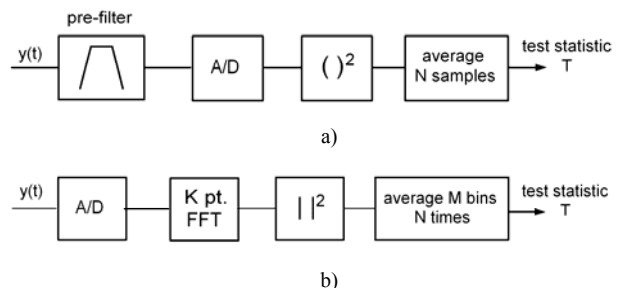 pre-filter
y(t)
A/D
( )²
average
N samples
test statistic
T
a)
y(t)
A/D
K pt.
FFT
| |²
average M bins
N times
test statistic
T
b)